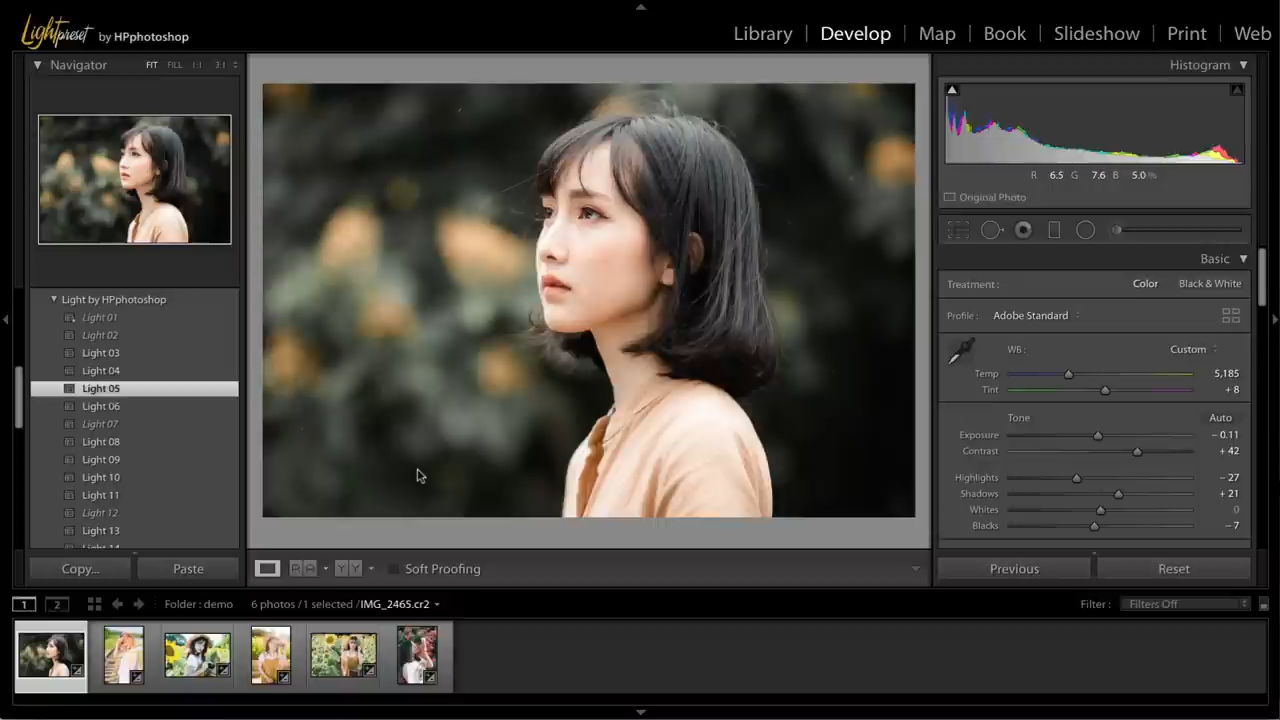 Lightpreset by HPphotoshop
Library | Develop | Map | Book | Slideshow | Print | Web
Navigator FIT FILL 1:1 3:1
Histogram
R 6.5 G 7.6 B 5.0 %
Original Photo
Basic
Treatment : Color Black & White
Profile : Adobe Standard
WB : Custom
Temp 5,185
Tint + 8
Tone Auto
Exposure − 0.11
Contrast + 42
Highlights − 27
Shadows + 21
Whites 0
Blacks − 7
Light by HPphotoshop
Light 01
Light 02
Light 03
Light 04
Light 05
Light 06
Light 07
Light 08
Light 09
Light 10
Light 11
Light 12
Light 13
Copy... Paste
R A Y Y Soft Proofing
Previous Reset
1 2 Folder : demo 6 photos / 1 selected / IMG_2465.cr2
Filter : Filters Off